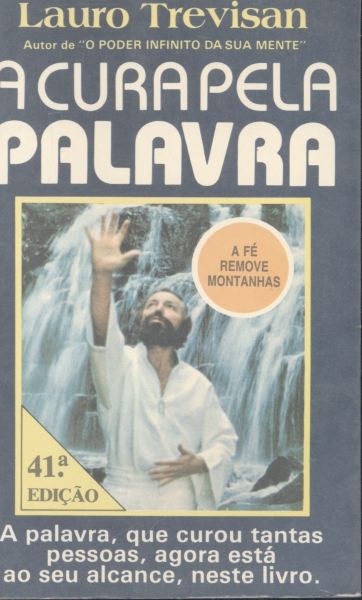 Lauro Trevisan
Autor de "O PODER INFINITO DA SUA MENTE"
A CURA PELA
PALAVRA
A FÉ
REMOVE
MONTANHAS
41.ª
EDIÇÃO
A palavra, que curou tantas
pessoas, agora está
ao seu alcance, neste livro.